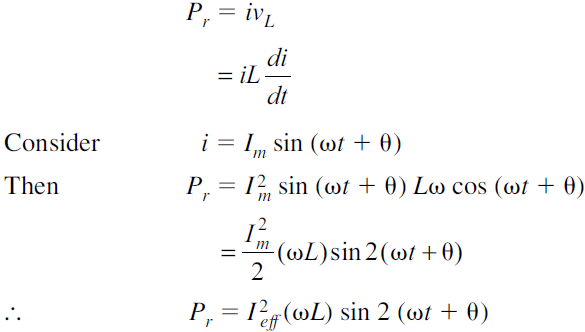 P_r = iv_L
= iL di/dt
Consider i = I_m sin (ωt + θ)
Then P_r = I_m^2 sin (ωt + θ) Lω cos (ωt + θ)
= I_m^2/2 (ωL) sin 2(ωt + θ)
∴ P_r = I_eff^2 (ωL) sin 2 (ωt + θ)